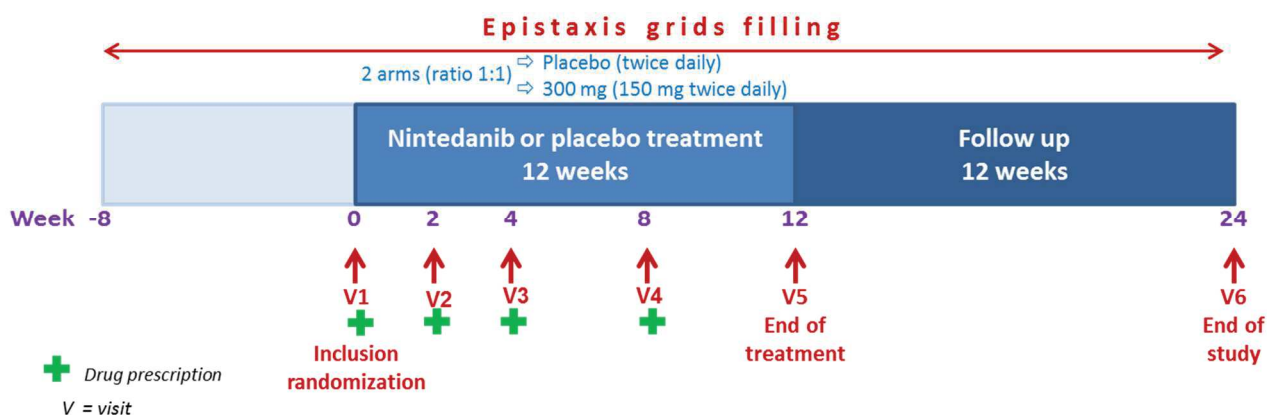 Epistaxis grids filling
2 arms (ratio 1:1)
⇨ Placebo (twice daily)
⇨ 300 mg (150 mg twice daily)
Nintedanib or placebo treatment
12 weeks
Follow up
12 weeks
Week -8 0 2 4 8 12 24
V1 V2 V3 V4 V5 V6
Inclusion
randomization
End of
treatment
End of
study
Drug prescription
V = visit